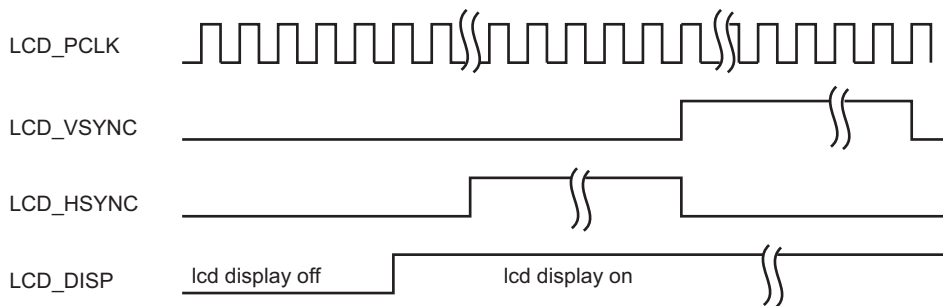 LCD_PCLK
LCD_VSYNC
LCD_HSYNC
LCD_DISP
lcd display off
lcd display on